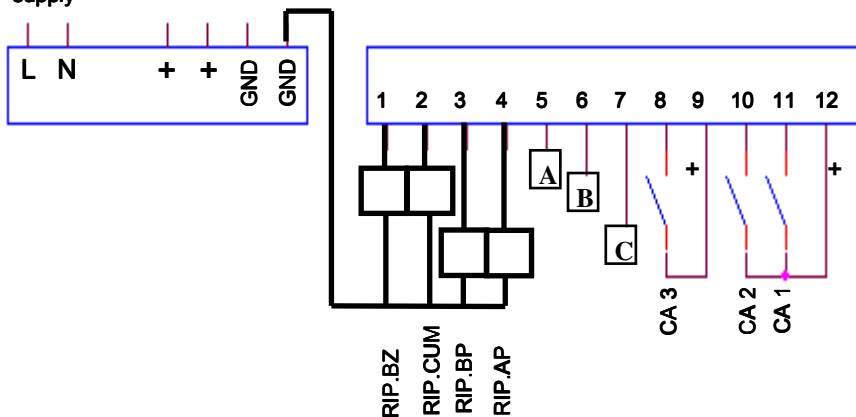 supply
L N + + GND GND
1 2 3 4 5 6 7 8 9 10 11 12
A
B
C
+ +
CA 3 CA 2 CA 1
RIP.BZ RIP.CUM RIP.BP RIP.AP